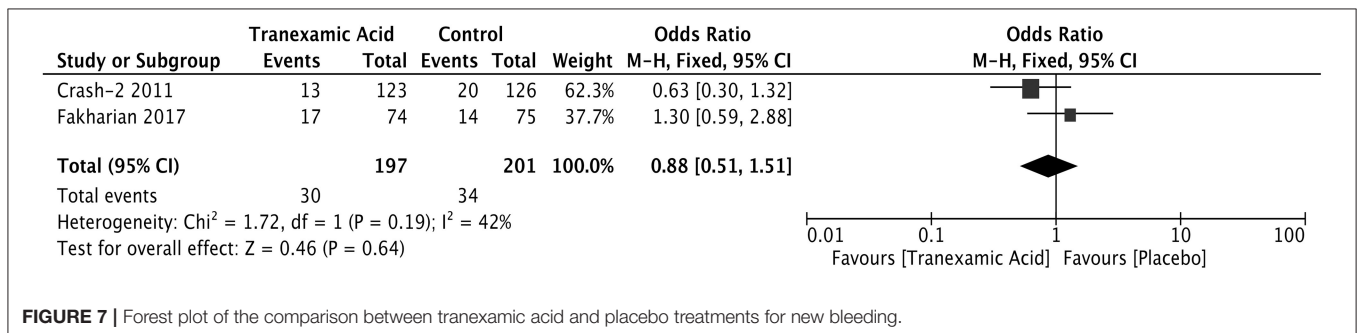 Tranexamic Acid Control Odds Ratio Odds Ratio
Study or Subgroup Events Total Events Total Weight M-H, Fixed, 95% CI M-H, Fixed, 95% CI
Crash-2 2011 13 123 20 126 62.3% 0.63 [0.30, 1.32]
Fakharian 2017 17 74 14 75 37.7% 1.30 [0.59, 2.88]
Total (95% CI) 197 201 100.0% 0.88 [0.51, 1.51]
Total events 30 34
Heterogeneity: Chi² = 1.72, df = 1 (P = 0.19); I² = 42%
Test for overall effect: Z = 0.46 (P = 0.64)
0.01 0.1 1 10 100
Favours [Tranexamic Acid] Favours [Placebo]
FIGURE 7 | Forest plot of the comparison between tranexamic acid and placebo treatments for new bleeding.